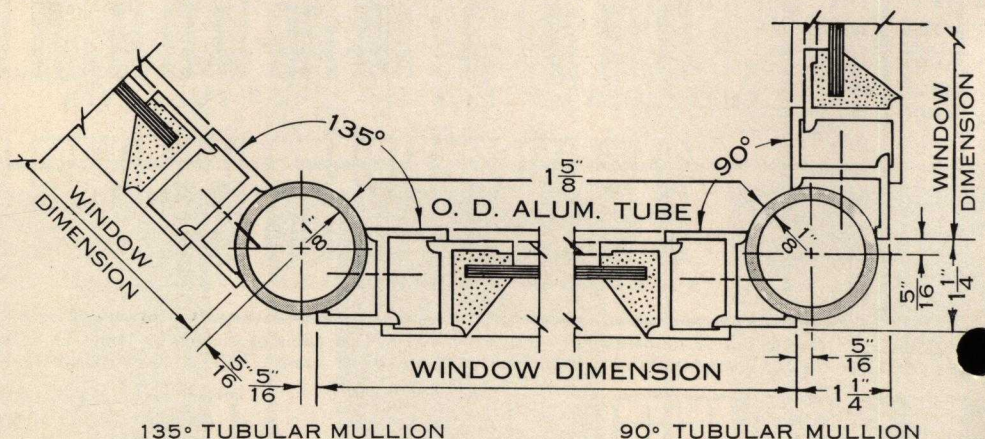 135°
90°
1 5/8"
O. D. ALUM. TUBE
1/8"
1/8"
WINDOW
DIMENSION
WINDOW
DIMENSION
5/16"
1 1/4"
5/16"
5/16"
WINDOW DIMENSION
5/16"
1 1/4"
135° TUBULAR MULLION
90° TUBULAR MULLION